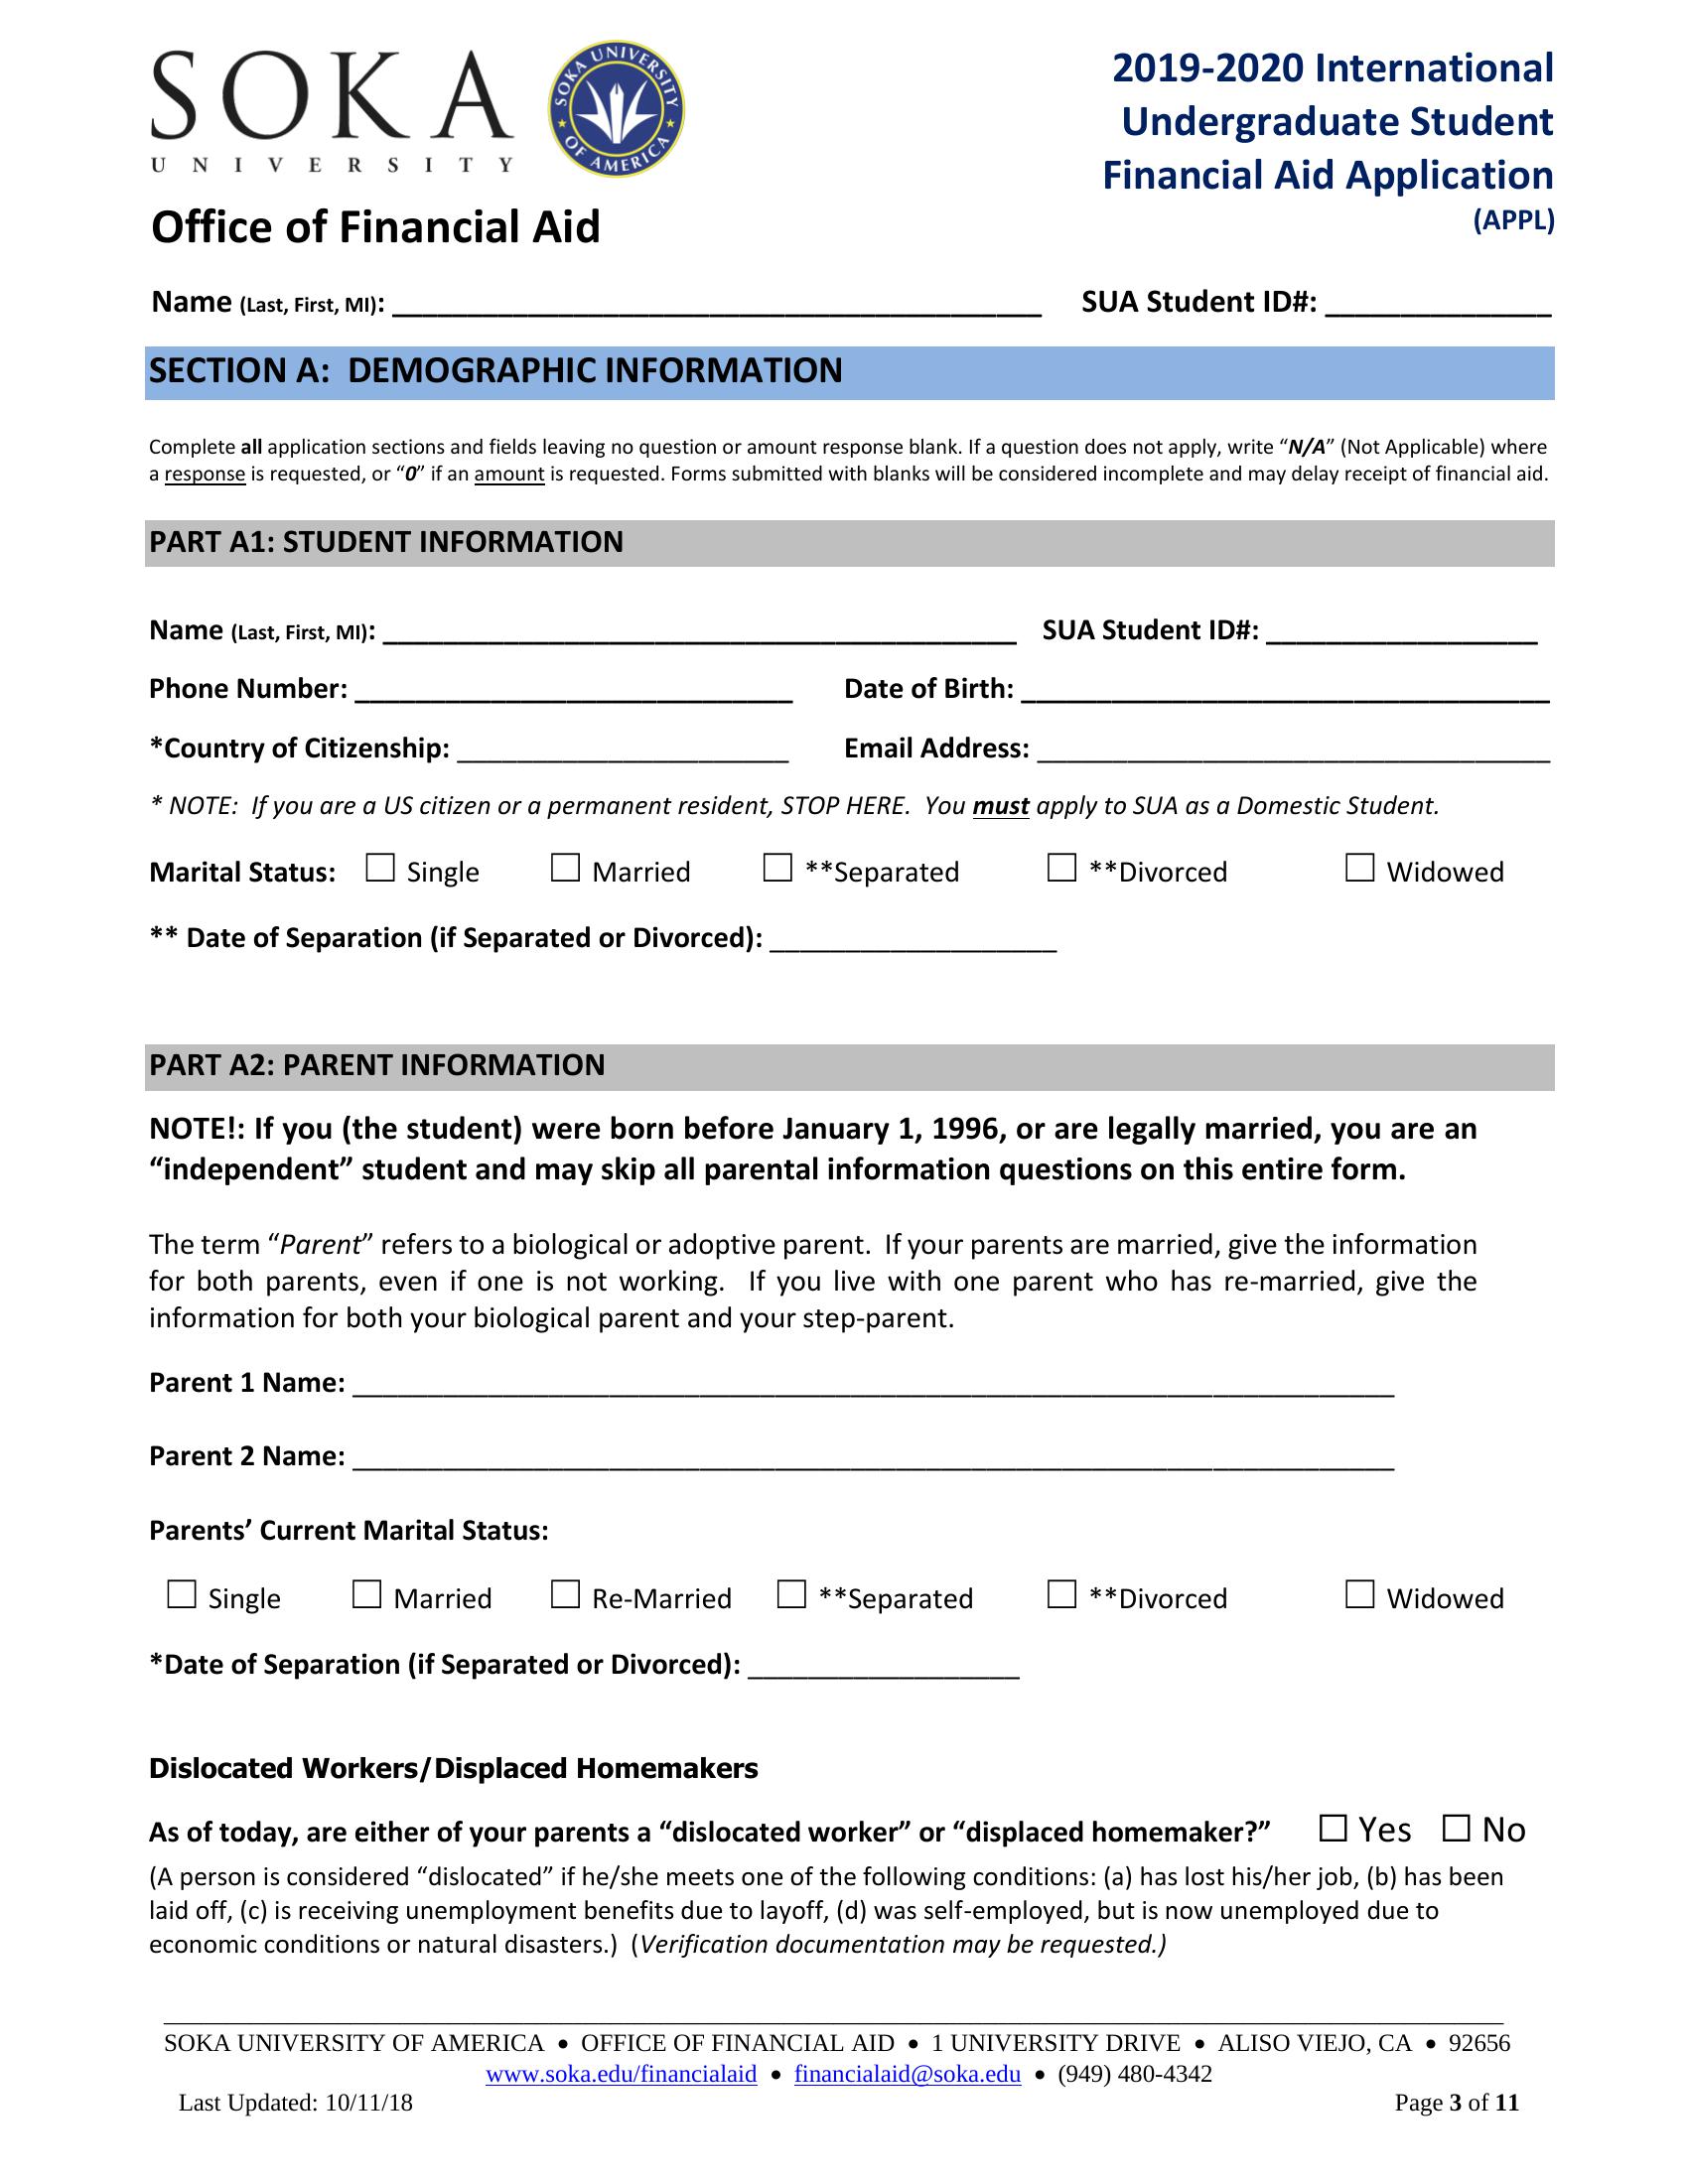 SOKA
UNIVERSITY
SOKA UNIVERSITY OF AMERICA
Office of Financial Aid
2019-2020 International
Undergraduate Student
Financial Aid Application
(APPL)
Name (Last, First, MI): ___________________________________________ SUA Student ID#: _______________
SECTION A: DEMOGRAPHIC INFORMATION
Complete all application sections and fields leaving no question or amount response blank. If a question does not apply, write “N/A” (Not Applicable) where
a response is requested, or “0” if an amount is requested. Forms submitted with blanks will be considered incomplete and may delay receipt of financial aid.
PART A1: STUDENT INFORMATION
Name (Last, First, MI): __________________________________________ SUA Student ID#: __________________
Phone Number: _____________________________ Date of Birth: ___________________________________
*Country of Citizenship: ______________________ Email Address: __________________________________
* NOTE: If you are a US citizen or a permanent resident, STOP HERE. You must apply to SUA as a Domestic Student.
Marital Status: ☐ Single ☐ Married ☐ **Separated ☐ **Divorced ☐ Widowed
** Date of Separation (if Separated or Divorced): ___________________
PART A2: PARENT INFORMATION
NOTE!: If you (the student) were born before January 1, 1996, or are legally married, you are an
“independent” student and may skip all parental information questions on this entire form.
The term “Parent” refers to a biological or adoptive parent. If your parents are married, give the information
for both parents, even if one is not working. If you live with one parent who has re-married, give the
information for both your biological parent and your step-parent.
Parent 1 Name: _____________________________________________________________________
Parent 2 Name: _____________________________________________________________________
Parents’ Current Marital Status:
☐ Single ☐ Married ☐ Re-Married ☐ **Separated ☐ **Divorced ☐ Widowed
*Date of Separation (if Separated or Divorced): __________________
Dislocated Workers/Displaced Homemakers
As of today, are either of your parents a “dislocated worker” or “displaced homemaker?” ☐ Yes ☐ No
(A person is considered “dislocated” if he/she meets one of the following conditions: (a) has lost his/her job, (b) has been
laid off, (c) is receiving unemployment benefits due to layoff, (d) was self-employed, but is now unemployed due to
economic conditions or natural disasters.) (Verification documentation may be requested.)
SOKA UNIVERSITY OF AMERICA • OFFICE OF FINANCIAL AID • 1 UNIVERSITY DRIVE • ALISO VIEJO, CA • 92656
www.soka.edu/financialaid • financialaid@soka.edu • (949) 480-4342
Last Updated: 10/11/18 Page 3 of 11